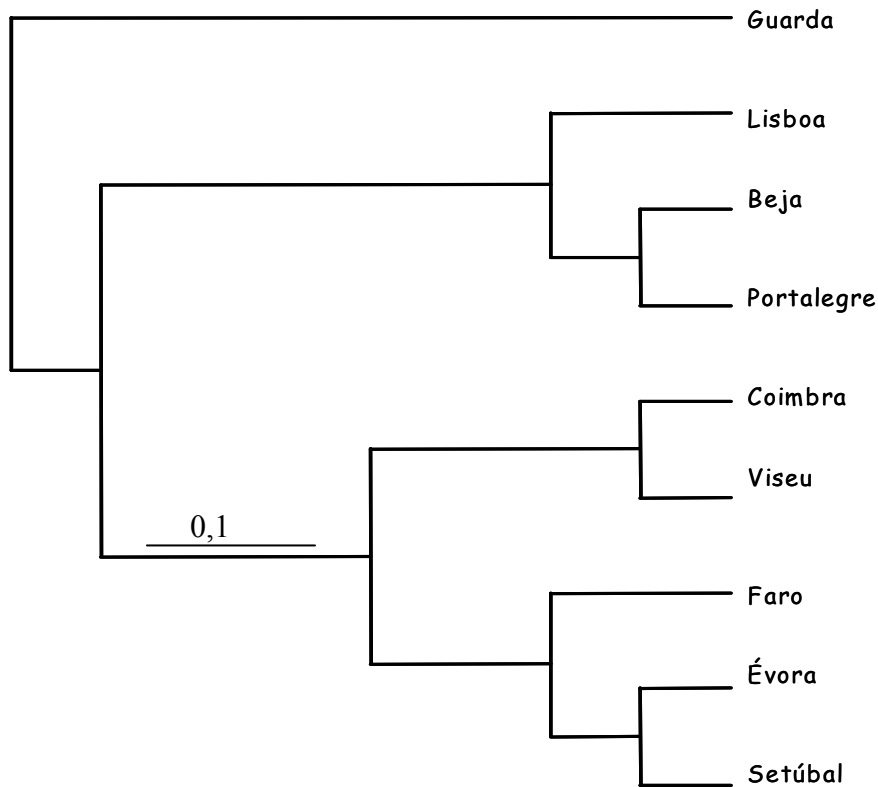 Guarda
Lisboa
Beja
Portalegre
Coimbra
Viseu
0,1
Faro
Évora
Setúbal